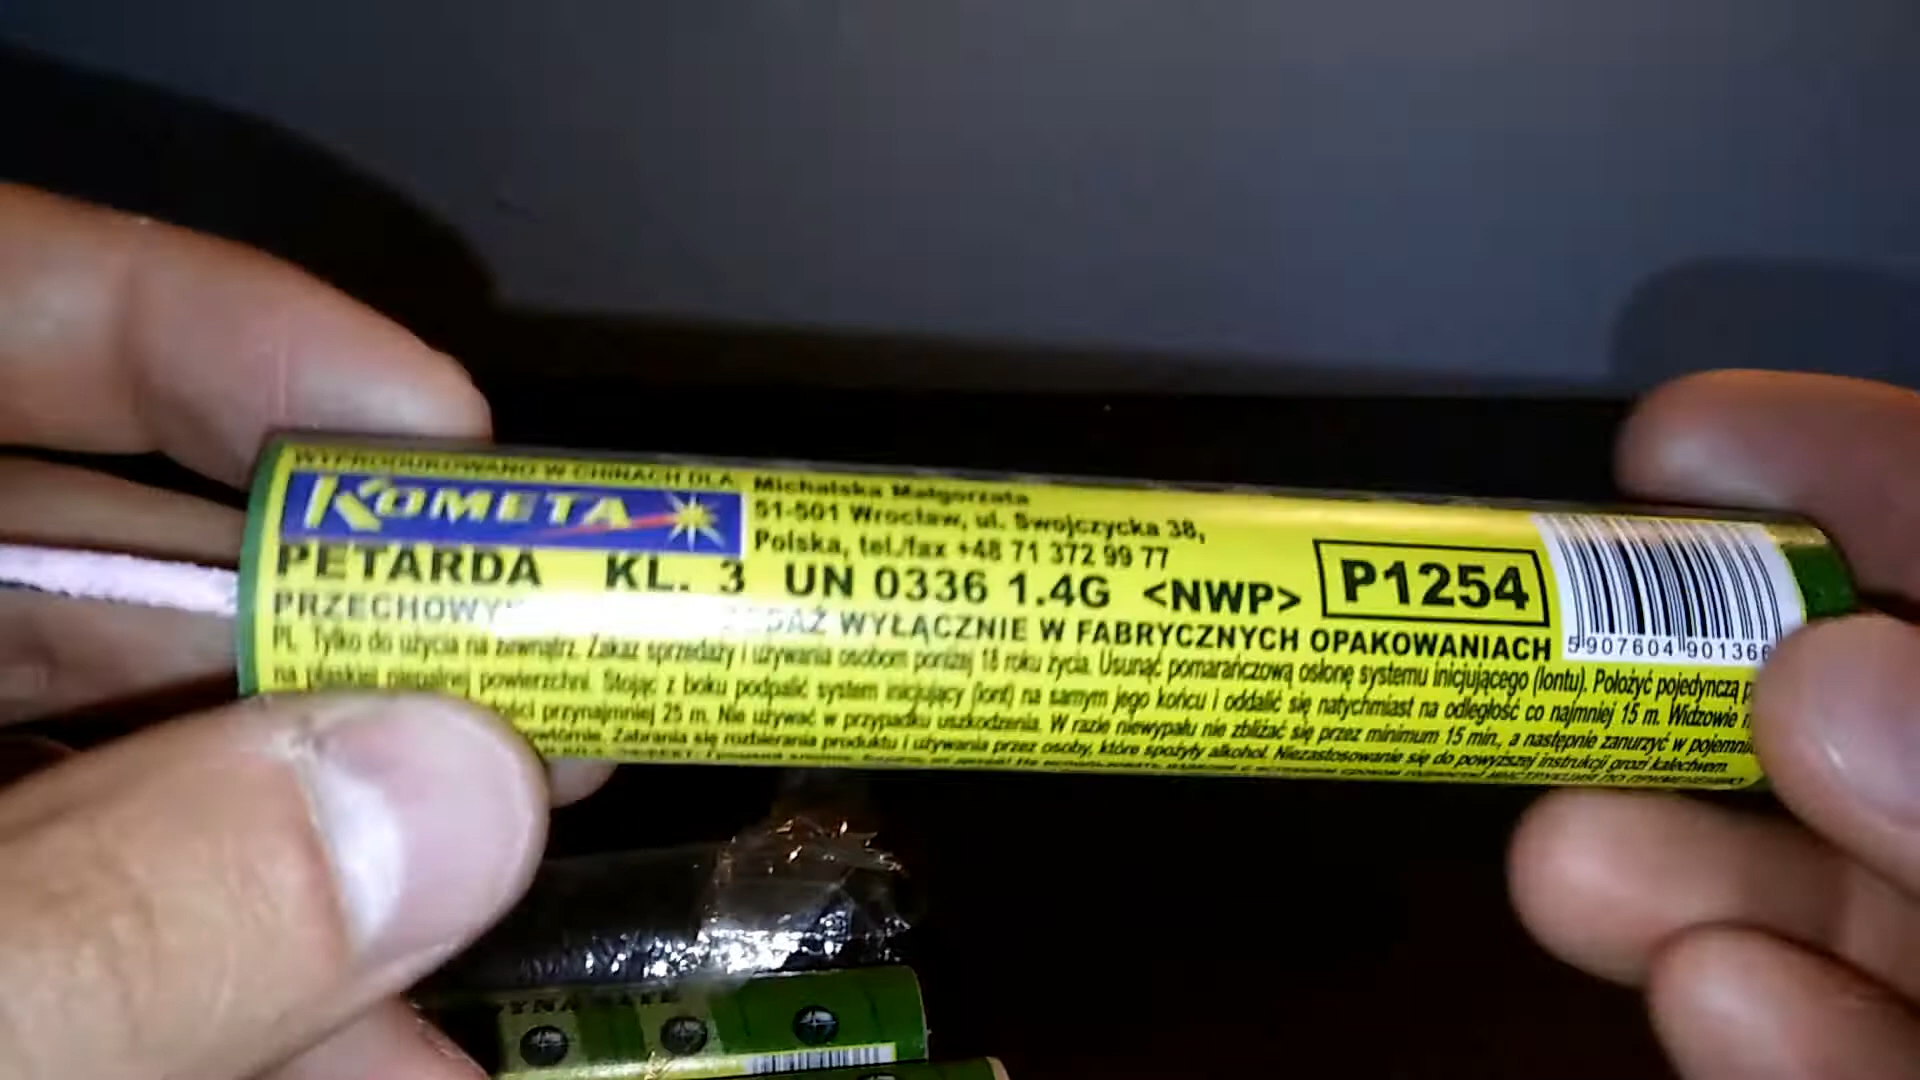 WYPRODUKOWANO W CHINACH DLA
KOMETA
Michalska Małgorzata
51-501 Wrocław, ul. Swojczycka 38,
Polska, tel./fax +48 71 372 99 77
PETARDA KL. 3 UN 0336 1.4G <NWP>
P1254
5 907604 901366
WYŁĄCZNIE W FABRYCZNYCH OPAKOWANIACH
PL Tylko do użycia na zewnątrz. Zakaz sprzedaży i używania osobom poniżej 18 roku życia. Usunąć pomarańczową osłonę systemu inicjującego (lontu). Położyć pojedynczą
na płaskiej niepalnej powierzchni. Stojąc z boku podpalić system inicjujący (lont) na samym jego końcu i oddalić się natychmiast na odległość co najmniej 15 m. Widzowie
przynajmniej 25 m. Nie używać w przypadku uszkodzenia. W razie niewypału nie zbliżać się przez minimum 15 min., a następnie zanurzyć w
Zabrania się rozbierania produktu i używania przez osoby, które spożyły alkohol. Niezastosowanie się do powyższej instrukcji grozi kalectwem.